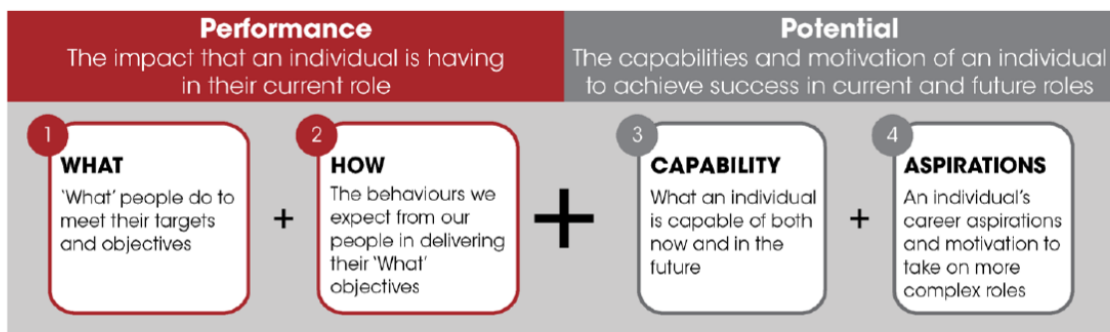 Performance
The impact that an individual is having
in their current role
Potential
The capabilities and motivation of an individual
to achieve success in current and future roles
1
WHAT
'What' people do to
meet their targets
and objectives
+
2
HOW
The behaviours we
expect from our
people in delivering
their 'What'
objectives
+
3
CAPABILITY
What an individual
is capable of both
now and in the
future
+
4
ASPIRATIONS
An individual's
career aspirations
and motivation to
take on more
complex roles